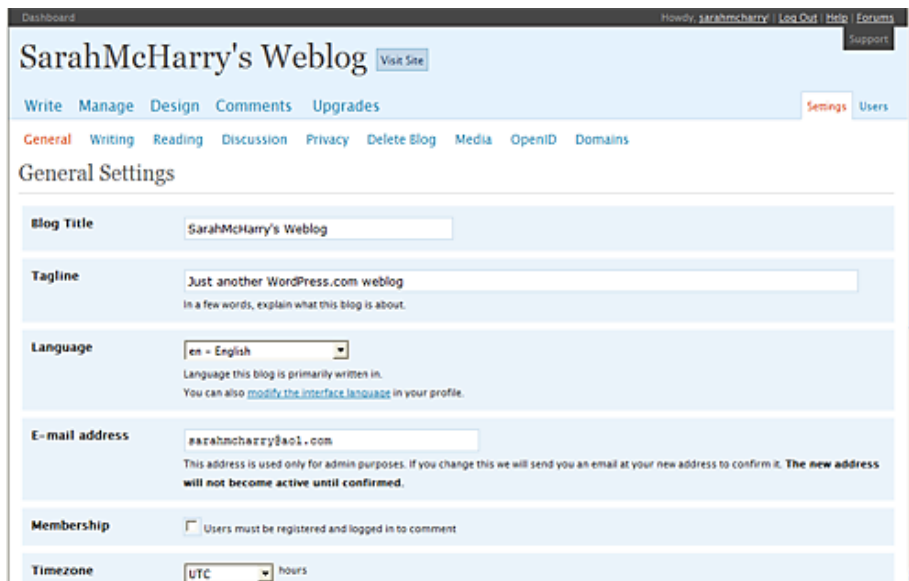 Dashboard Howdy, sarahmcharry! | Log Out | Help | Forums
Support
SarahMcHarry's Weblog Visit Site
Write Manage Design Comments Upgrades Settings Users
General Writing Reading Discussion Privacy Delete Blog Media OpenID Domains
General Settings
Blog Title SarahMcHarry's Weblog
Tagline Just another WordPress.com weblog
In a few words, explain what this blog is about.
Language en - English
Language this blog is primarily written in.
You can also modify the interface language in your profile.
E-mail address sarahmcharry@aol.com
This address is used only for admin purposes. If you change this we will send you an email at your new address to confirm it. The new address
will not become active until confirmed.
Membership Users must be registered and logged in to comment
Timezone UTC hours